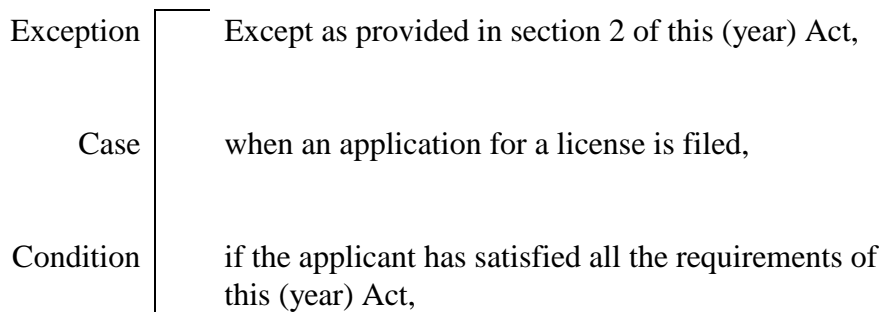 Exception Except as provided in section 2 of this (year) Act,
Case when an application for a license is filed,
Condition if the applicant has satisfied all the requirements of
this (year) Act,